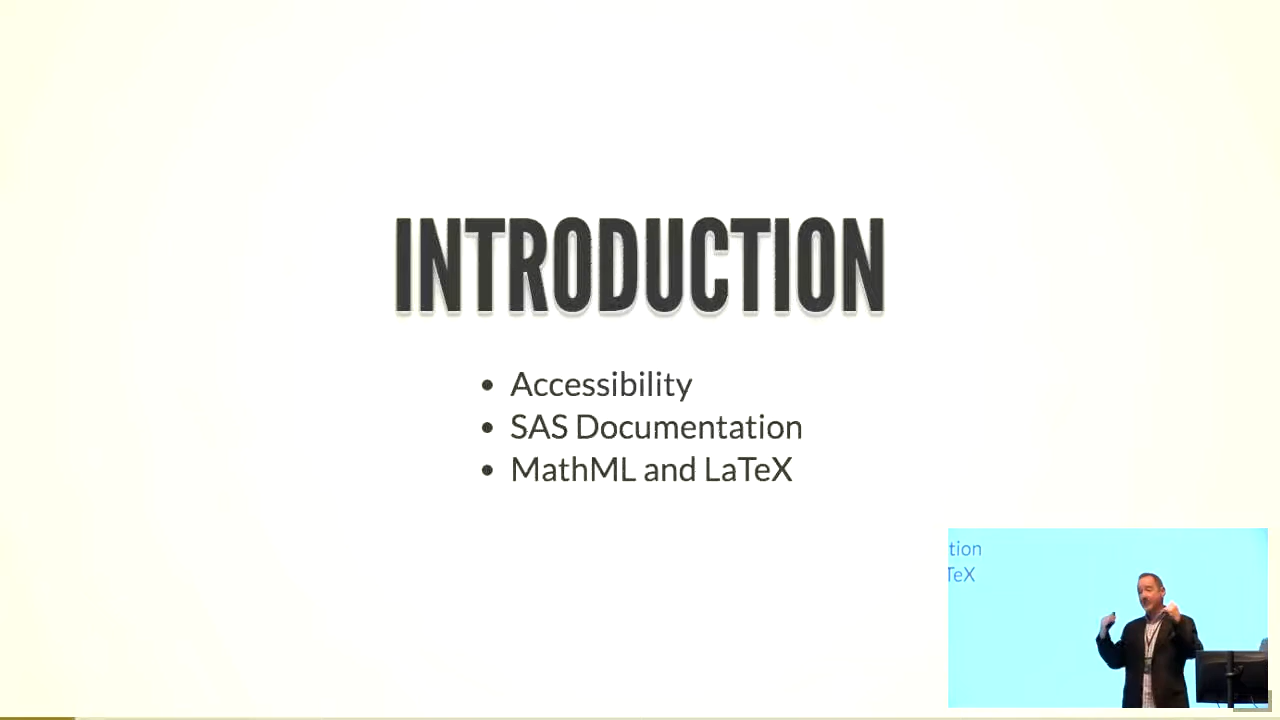 INTRODUCTION
Accessibility
SAS Documentation
MathML and LaTeX
tion
TeX